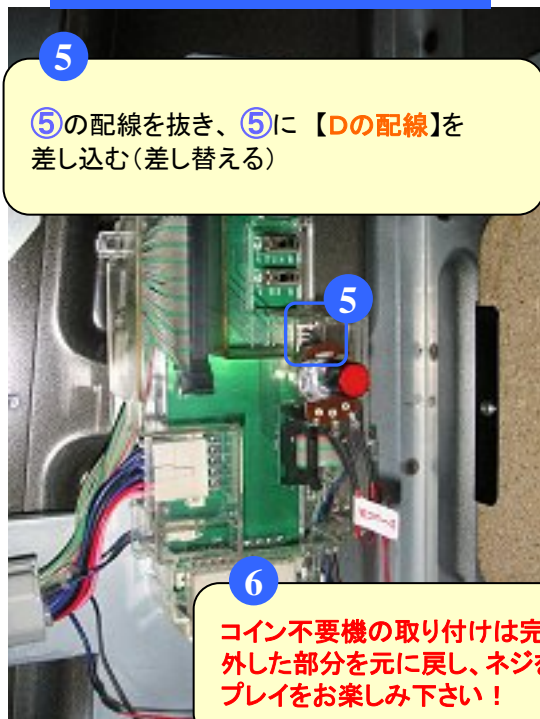 5
⑤の配線を抜き、⑤に【Dの配線】を
差し込む(差し替える)
5
6
コイン不要機の取り付けは完
外した部分を元に戻し、ネジを
プレイをお楽しみ下さい！